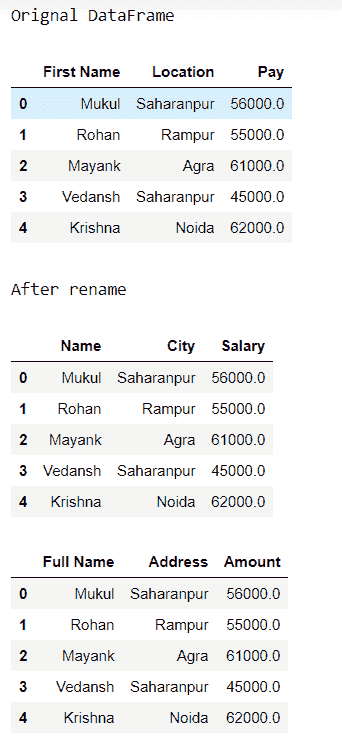 Orignal DataFrame
First Name Location Pay
0 Mukul Saharanpur 56000.0
1 Rohan Rampur 55000.0
2 Mayank Agra 61000.0
3 Vedansh Saharanpur 45000.0
4 Krishna Noida 62000.0
After rename
Name City Salary
0 Mukul Saharanpur 56000.0
1 Rohan Rampur 55000.0
2 Mayank Agra 61000.0
3 Vedansh Saharanpur 45000.0
4 Krishna Noida 62000.0
Full Name Address Amount
0 Mukul Saharanpur 56000.0
1 Rohan Rampur 55000.0
2 Mayank Agra 61000.0
3 Vedansh Saharanpur 45000.0
4 Krishna Noida 62000.0